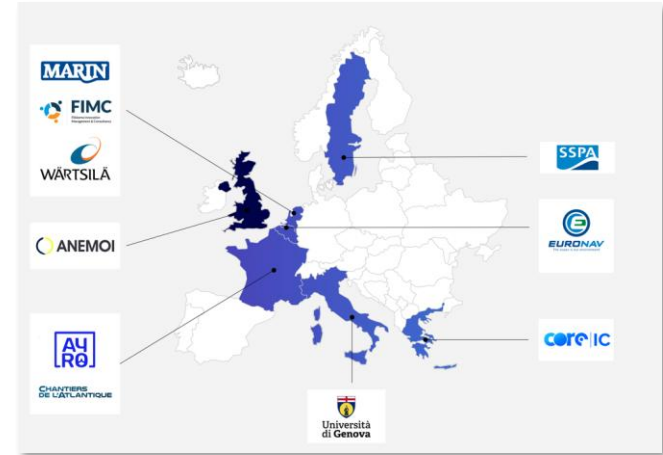 MARIN
FIMC
WÄRTSILÄ
ANEMOI
AYRO
CHANTIERS
DE L'ATLANTIQUE
SSPA
EURONAV
core|IC
Università
di Genova